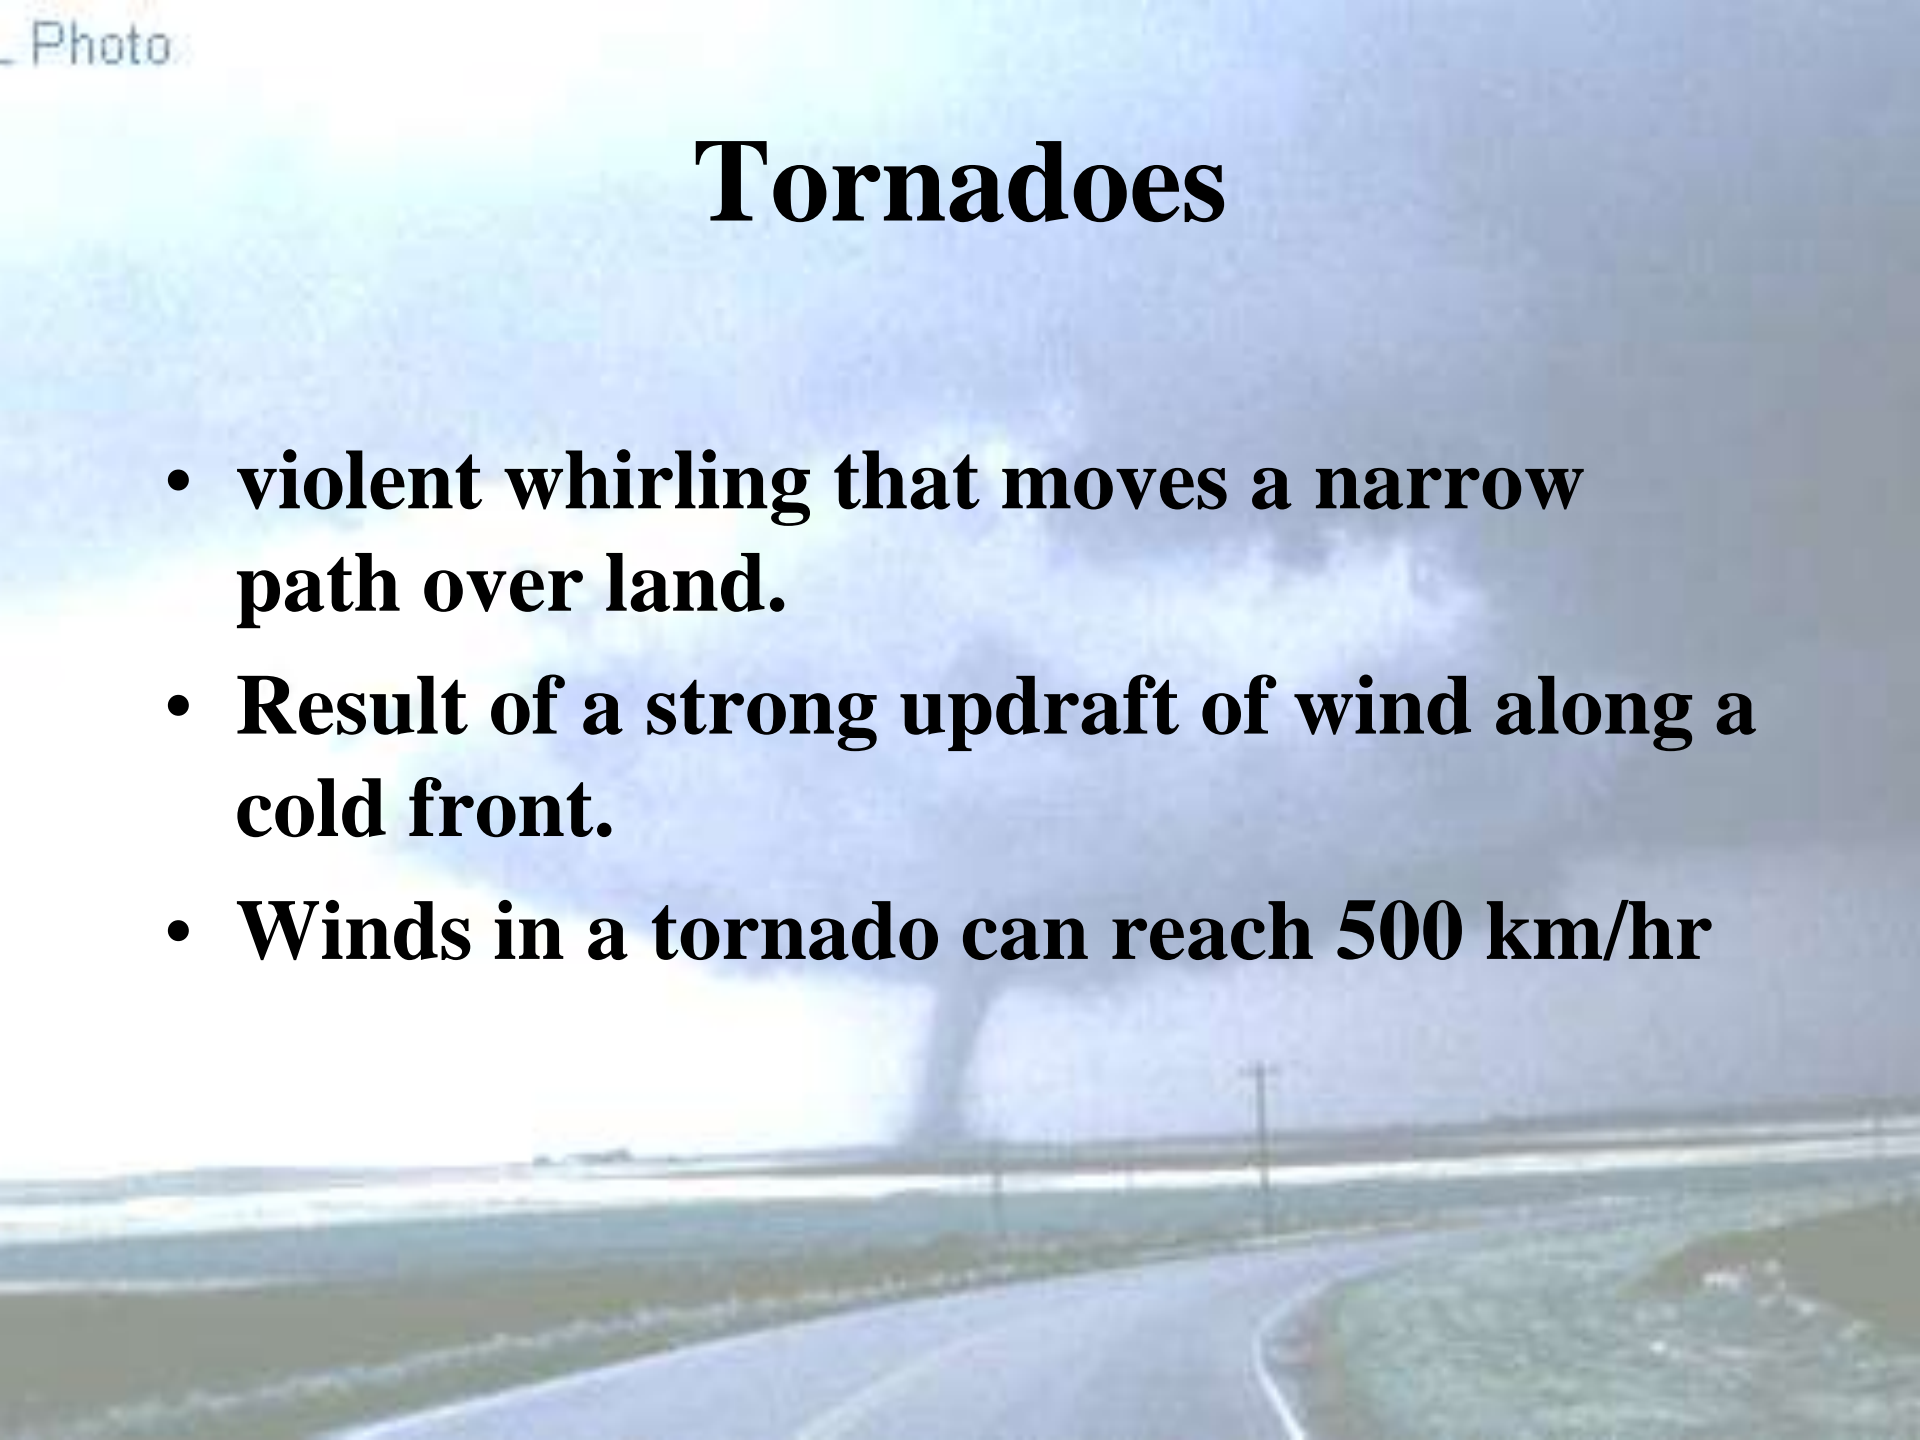 Photo
Tornadoes
• violent whirling that moves a narrow
path over land.
• Result of a strong updraft of wind along a
cold front.
• Winds in a tornado can reach 500 km/hr